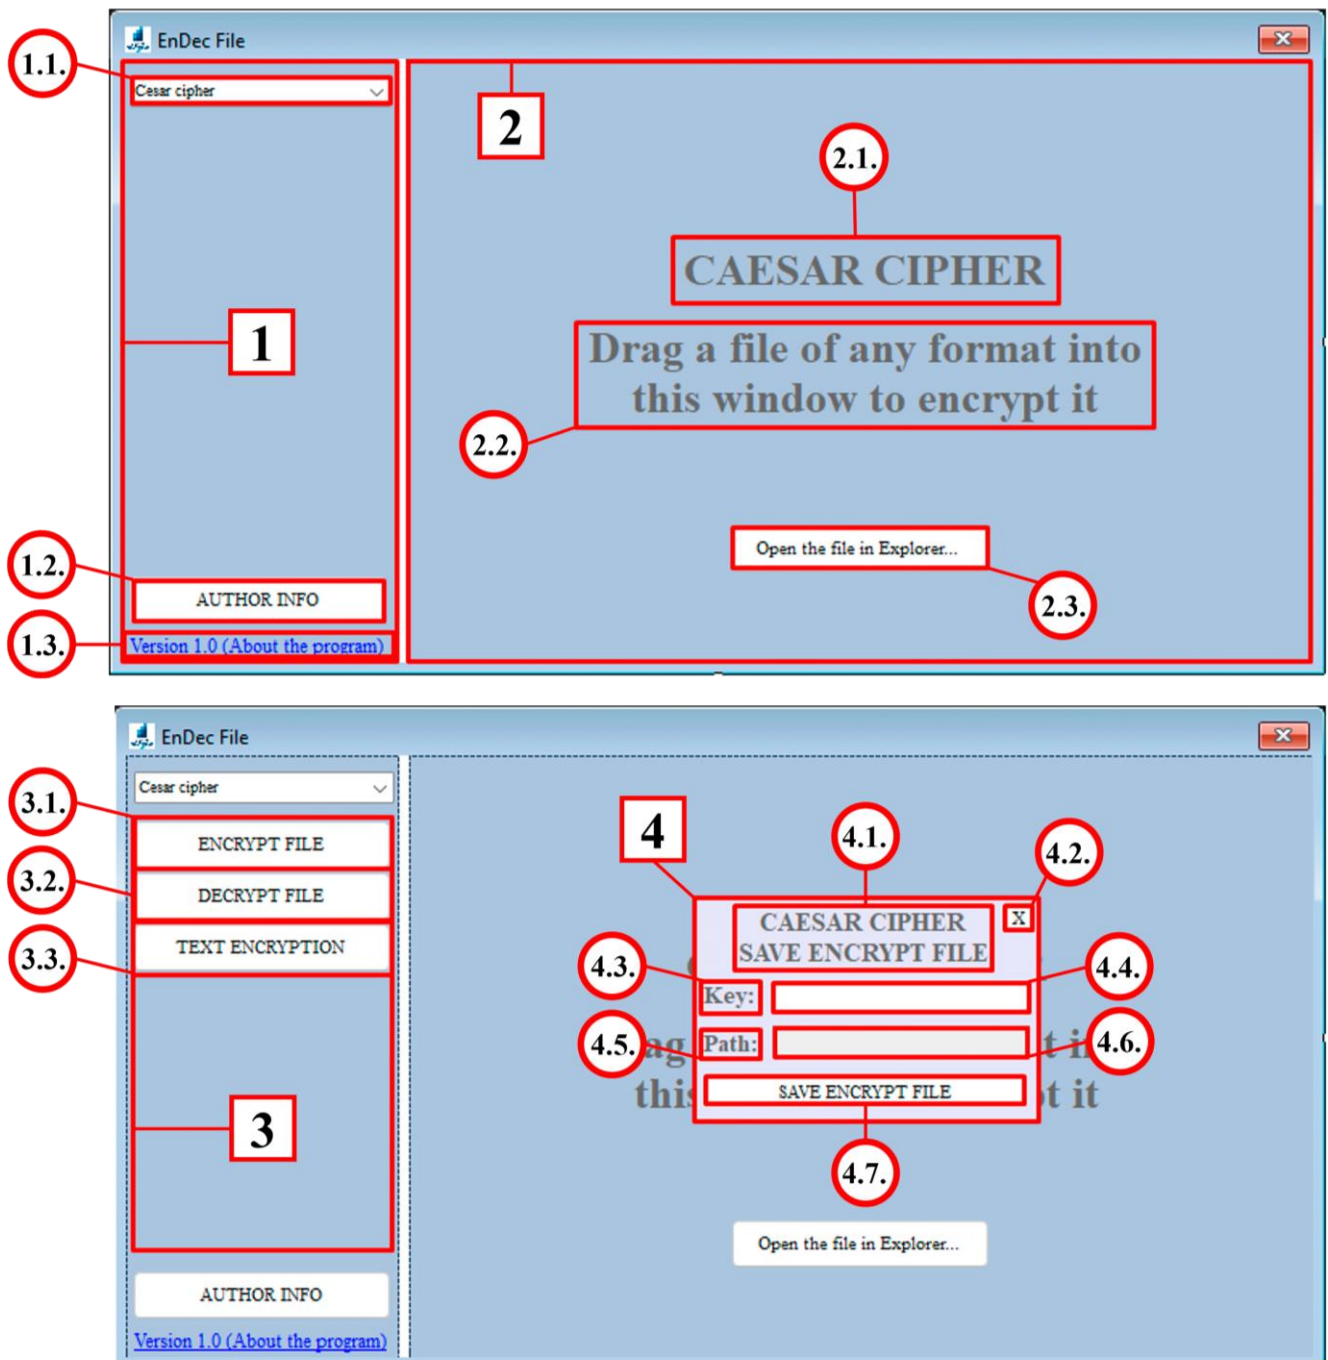 EnDec File
1.1.
Cesar cipher
2
2.1.
CAESAR CIPHER
1
Drag a file of any format into
this window to encrypt it
2.2.
Open the file in Explorer...
1.2.
AUTHOR INFO
2.3.
1.3.
Version 1.0 (About the program)
EnDec File
Cesar cipher
3.1.
ENCRYPT FILE
4
4.1.
4.2.
3.2.
DECRYPT FILE
CAESAR CIPHER
X
3.3.
TEXT ENCRYPTION
SAVE ENCRYPT FILE
4.3.
4.4.
Key:
4.5.
ag
Path:
t in
4.6.
this
SAVE ENCRYPT FILE
t it
3
4.7.
Open the file in Explorer...
AUTHOR INFO
Version 1.0 (About the program)